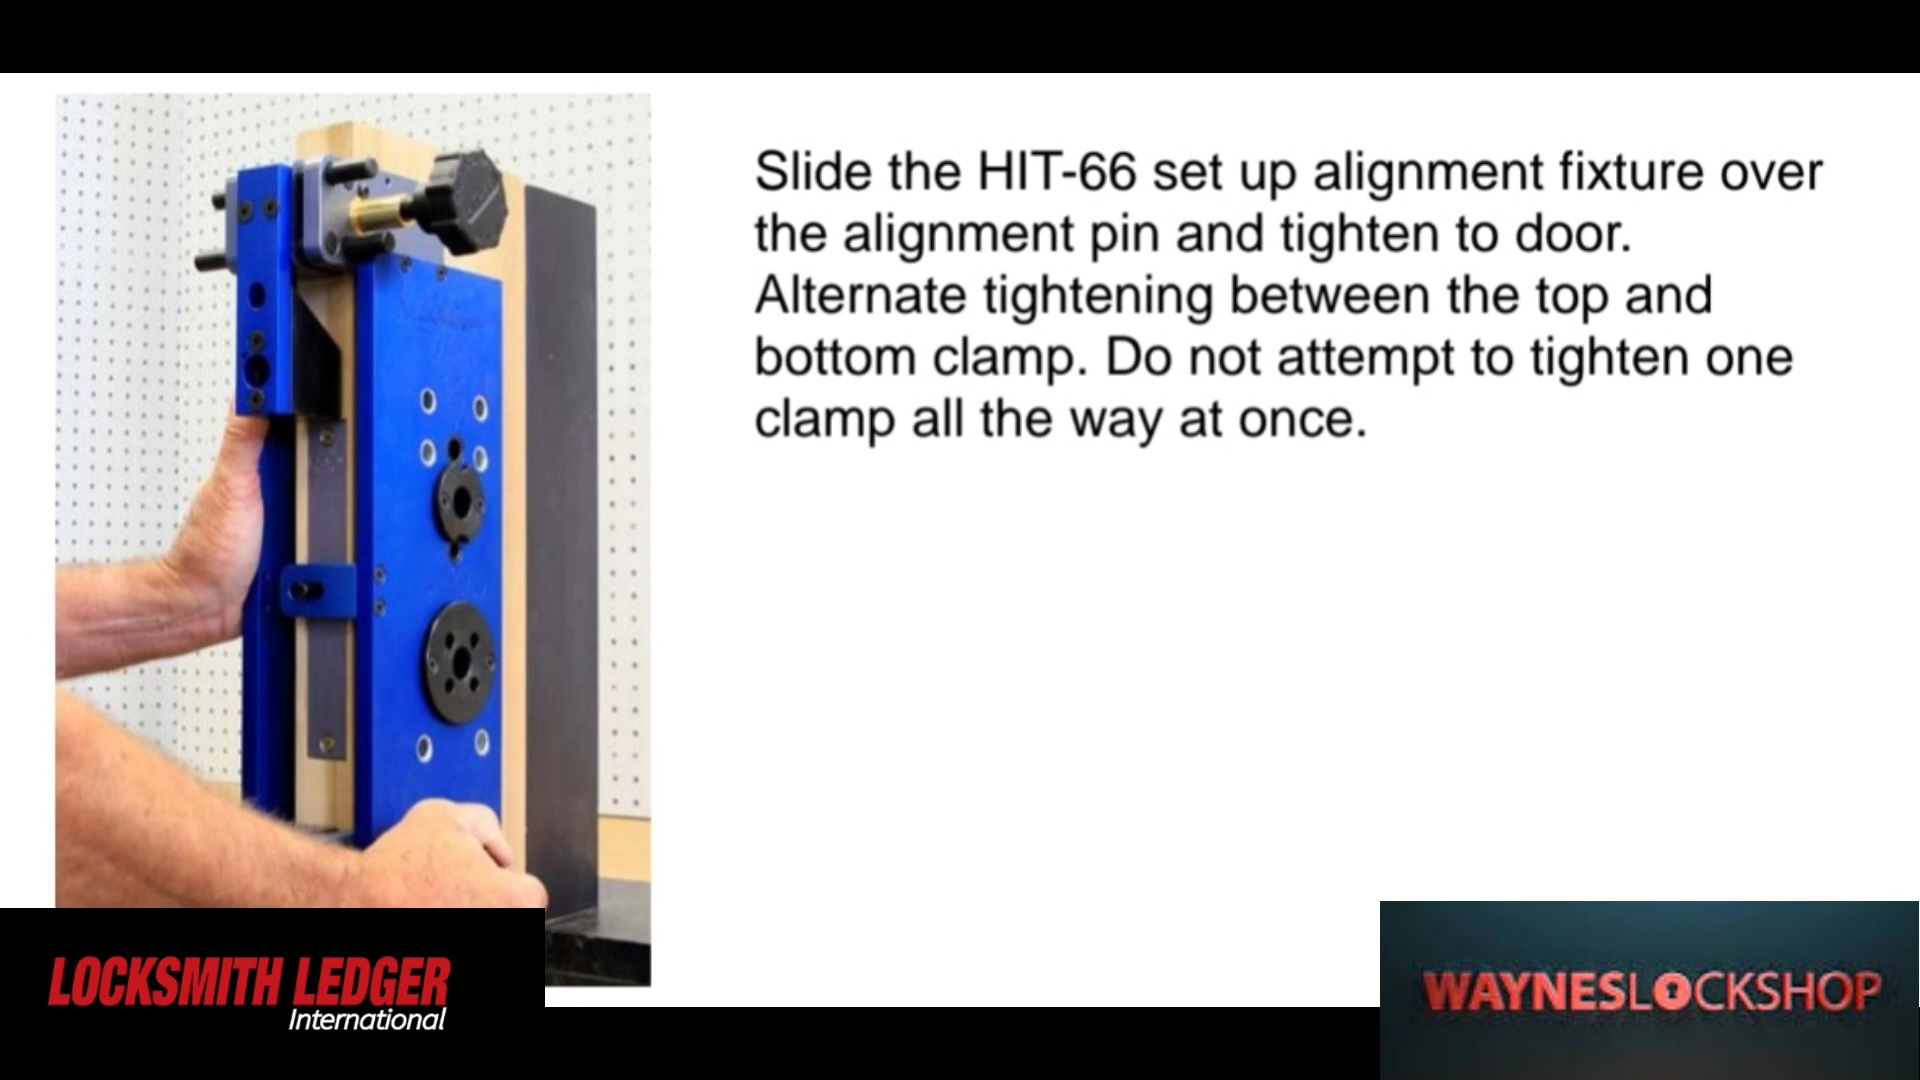 Slide the HIT-66 set up alignment fixture over
the alignment pin and tighten to door.
Alternate tightening between the top and
bottom clamp. Do not attempt to tighten one
clamp all the way at once.
LOCKSMITH LEDGER
International
WAYNESLOCKSHOP